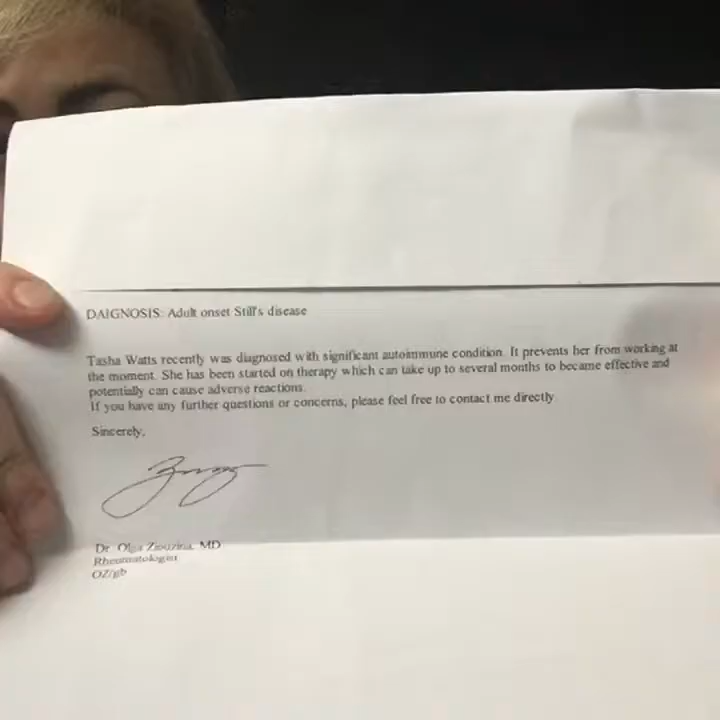 DAIGNOSIS: Adult onset Still's disease
Tasha Watts recently was diagnosed with significant autoimmune condition. It prevents her from working at
the moment. She has been started on therapy which can take up to several months to became effective and
potentially can cause adverse reactions.
If you have any further questions or concerns, please feel free to contact me directly.
Sincerely,
Dr. Olga Ziouzina, MD
Rheumatologist
OZ/gb